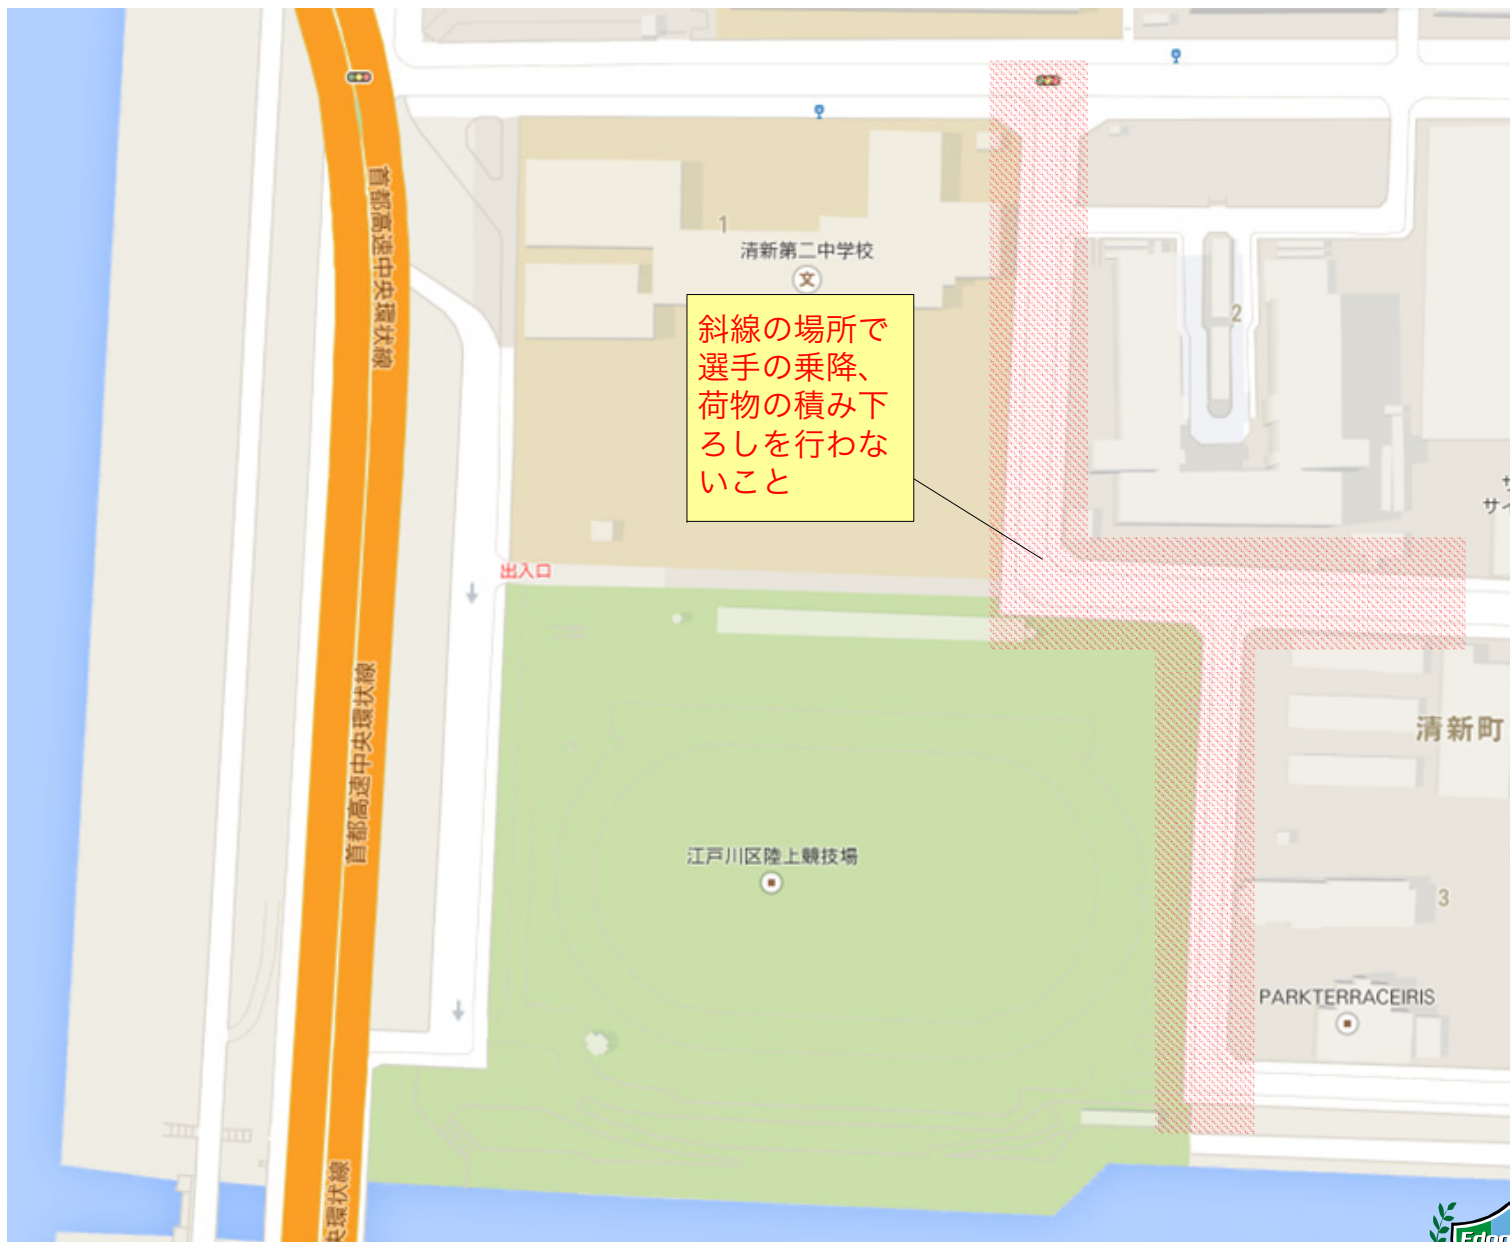 首都高速中央環状線
1
清新第二中学校
文
2
斜線の場所で
選手の乗降、
荷物の積み下
ろしを行わな
いこと
サイ
出入口
首都高速中央環状線
清新町
江戸川区陸上競技場
3
PARKTERRACEIRIS
央環状線